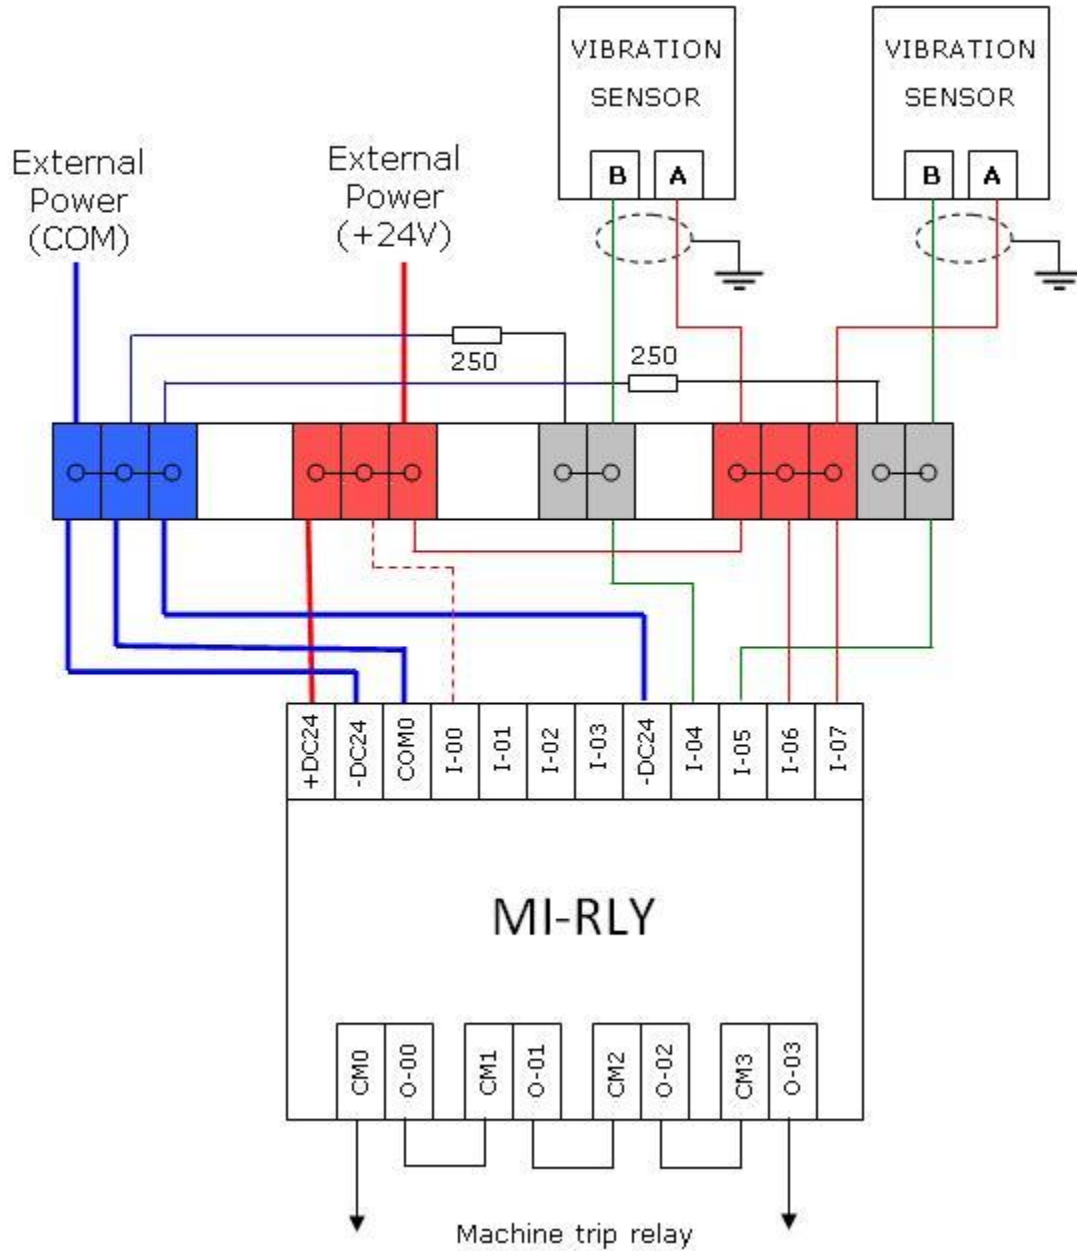 VIBRATION
SENSOR
B A
VIBRATION
SENSOR
B A
External
Power
(COM)
External
Power
(+24V)
250
250
+DC24
-DC24
COM0
I-00
I-01
I-02
I-03
-DC24
I-04
I-05
I-06
I-07
MI-RLY
CM0
O-00
CM1
O-01
CM2
O-02
CM3
O-03
Machine trip relay